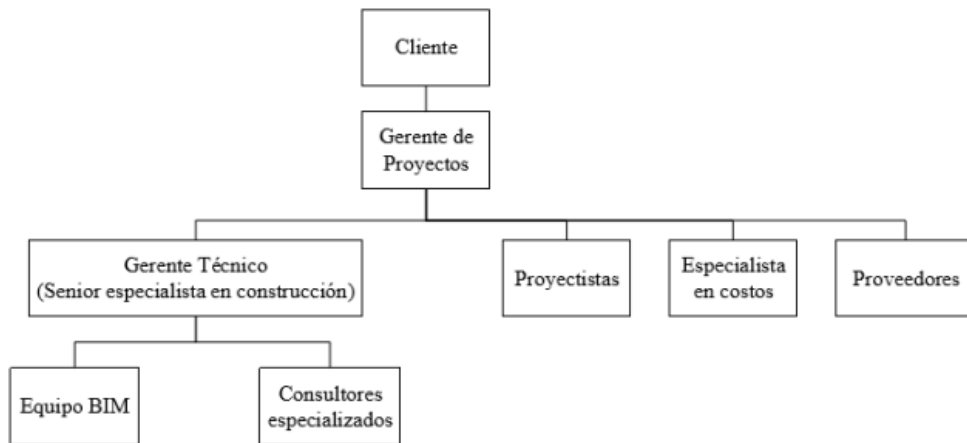 Cliente
Gerente de
Proyectos
Gerente Técnico
(Senior especialista en construcción)
Proyectistas
Especialista
en costos
Proveedores
Equipo BIM
Consultores
especializados